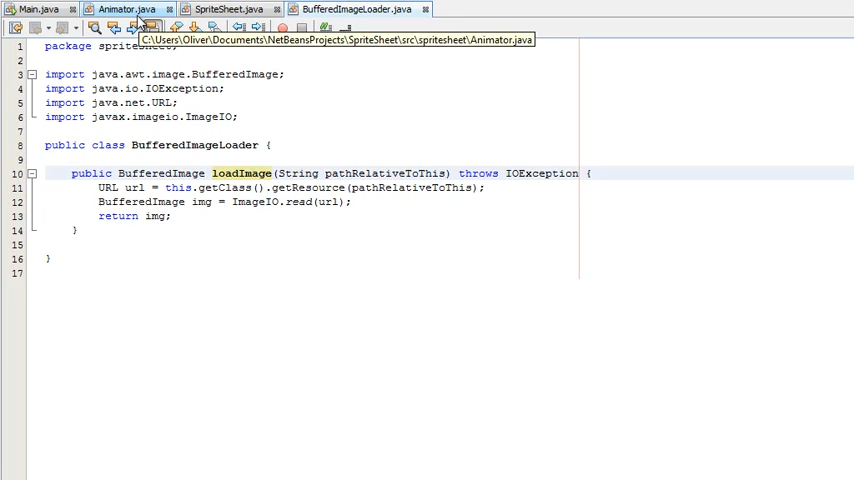 Main.java Animator.java SpriteSheet.java BufferedImageLoader.java
C:\Users\Oliver\Documents\NetBeansProjects\SpriteSheet\src\spritesheet\Animator.java
1 package spritesheet;
2
3 import java.awt.image.BufferedImage;
4 import java.io.IOException;
5 import java.net.URL;
6 import javax.imageio.ImageIO;
7
8 public class BufferedImageLoader {
9
10 public BufferedImage loadImage(String pathRelativeToThis) throws IOException {
11 URL url = this.getClass().getResource(pathRelativeToThis);
12 BufferedImage img = ImageIO.read(url);
13 return img;
14 }
15
16 }
17